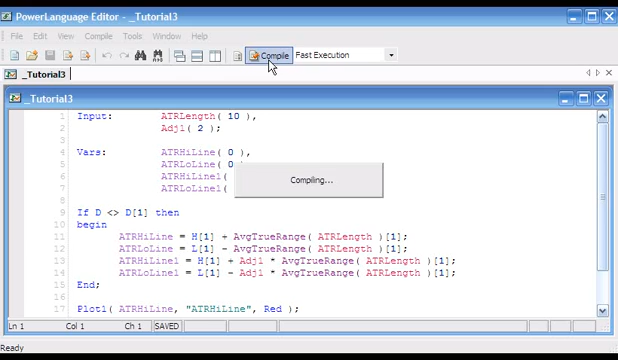 PowerLanguage Editor - _Tutorial3
File Edit View Compile Tools Window Help
Compile Fast Execution
_Tutorial3
_Tutorial3
1 Input: ATRLength( 10 ),
2 Adj1( 2 );
3
4 Vars: ATRHiLine( 0 ),
5 ATRLoLine( 0
6 ATRHiLine1(
7 ATRLoLine1(
Compiling...
8
9 If D <> D[1] then
10 begin
11 ATRHiLine = H[1] + AvgTrueRange( ATRLength )[1];
12 ATRLoLine = L[1] - AvgTrueRange( ATRLength )[1];
13 ATRHiLine1 = H[1] + Adj1 * AvgTrueRange( ATRLength )[1];
14 ATRLoLine1 = L[1] - Adj1 * AvgTrueRange( ATRLength )[1];
15 End;
16
17 Plot1( ATRHiLine, "ATRHiLine", Red );
Ln 1 Col 1 Ch 1 SAVED
Ready